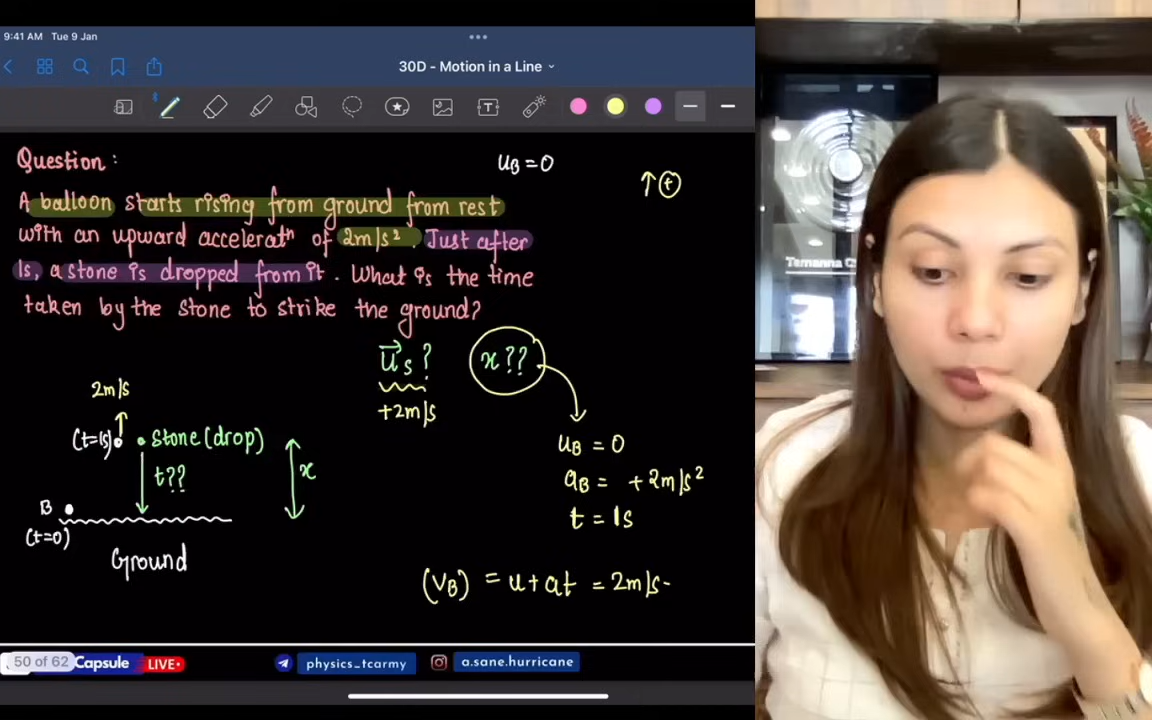 9:41 AM Tue 9 Jan
30D - Motion in a Line
Question:
uB = 0
↑ (+)
A balloon starts rising from ground from rest
with an upward acceleratⁿ of 2m/s². Just after
1s, a stone is dropped from it. What is the time
taken by the stone to strike the ground?
u⃗s?
x??
+2m/s
2m/s
(t=1s)
Stone (drop)
t??
x
uB = 0
aB = +2m/s²
t = 1s
B
(t=0)
Ground
(vB) = u + at = 2m/s
50 of 62 Capsule LIVE
physics_tcarmy
a.sane.hurricane
Tamanna C